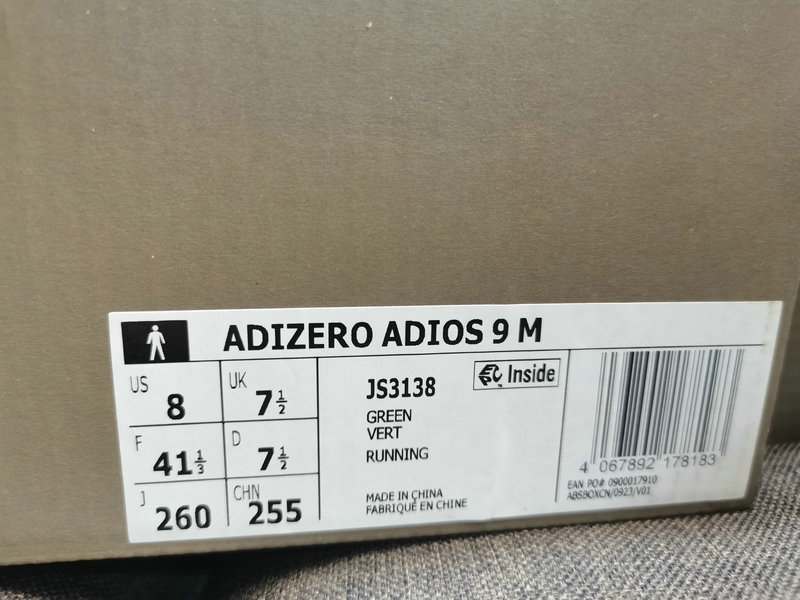 ADIZERO ADIOS 9 M
US 8
UK 7½
F 41⅓
D 7½
J 260
CHN 255
JS3138
Inside
TM
GREEN
VERT
RUNNING
MADE IN CHINA
FABRIQUÉ EN CHINE
4 067892 178183
EAN PO# 0900017910
ABSBOXCN/0923/V01